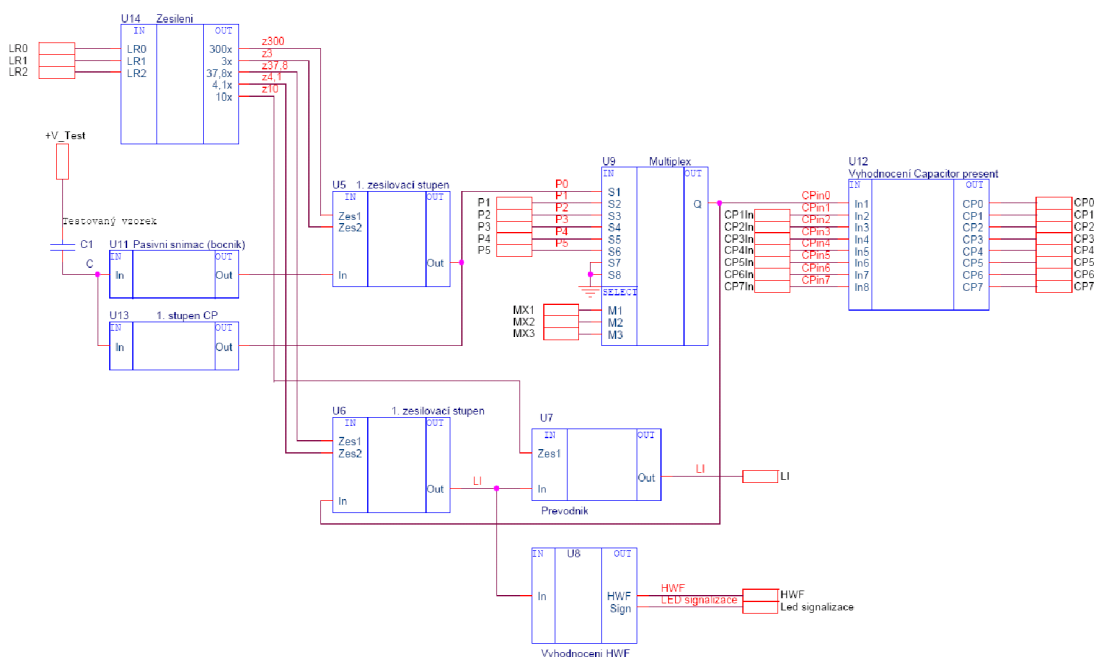 U14 Zesileni
IN OUT
LR0 LR0 300x z300
LR1 LR1 3x z3
LR2 LR2 37,8x z37,8
4,1x z4,1
10x z10
+V_Test
Testovaný vzorek
C1
C
U11 Pasivni snimac (bocnik)
IN OUT
In Out
U13 1. stupen CP
IN OUT
In Out
U5 1. zesilovací stupen
IN OUT
Zes1
Zes2
In Out
U9 Multiplex
IN OUT
P0 S1 Q
P1 P1 S2
P2 P2 S3
P3 P3 S4
P4 P4 S5
P5 P5 S6
S7
S8
SELECT
MX1 M1
MX2 M2
MX3 M3
U12
Vyhodnocení Capacitor present
IN OUT
CPin0 In1 CP0 CP0
CP1In CPin1 In2 CP1 CP1
CP2In CPin2 In3 CP2 CP2
CP3In CPin3 In4 CP3 CP3
CP4In CPin4 In5 CP4 CP4
CP5In CPin5 In6 CP5 CP5
CP6In CPin6 In7 CP6 CP6
CP7In CPin7 In8 CP7 CP7
U6 1. zesilovací stupen
IN OUT
Zes1
Zes2
In Out LI
U7
IN OUT
Zes1
In Out LI LI
Prevodnik
U8
IN OUT
In HWF HWF HWF
Sign LED signalizace Led signalizace
Vyhodnoceni HWF